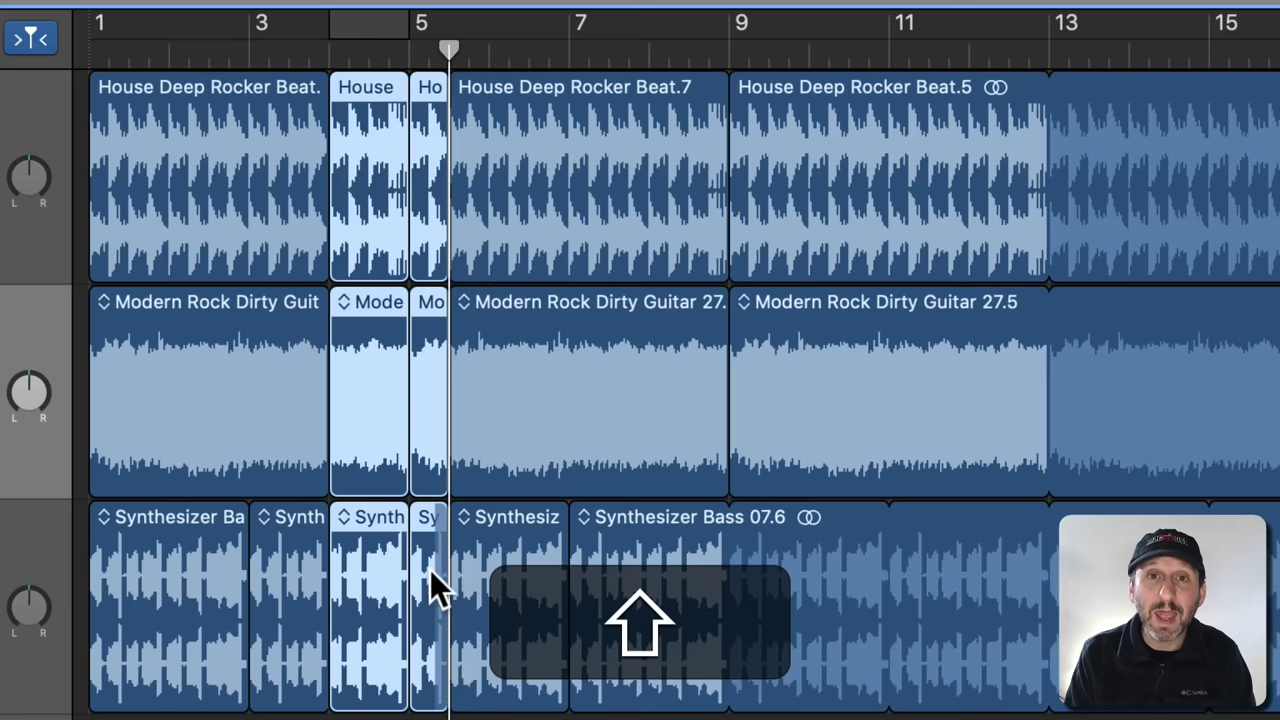 1 3 5 7 9 11 13 15
House Deep Rocker Beat. House Ho House Deep Rocker Beat.7 House Deep Rocker Beat.5
L R
Modern Rock Dirty Guit Mode Mo Modern Rock Dirty Guitar 27. Modern Rock Dirty Guitar 27.5
L R
Synthesizer Ba Synth Synth Sy Synthesiz Synthesizer Bass 07.6
L R
Columbia